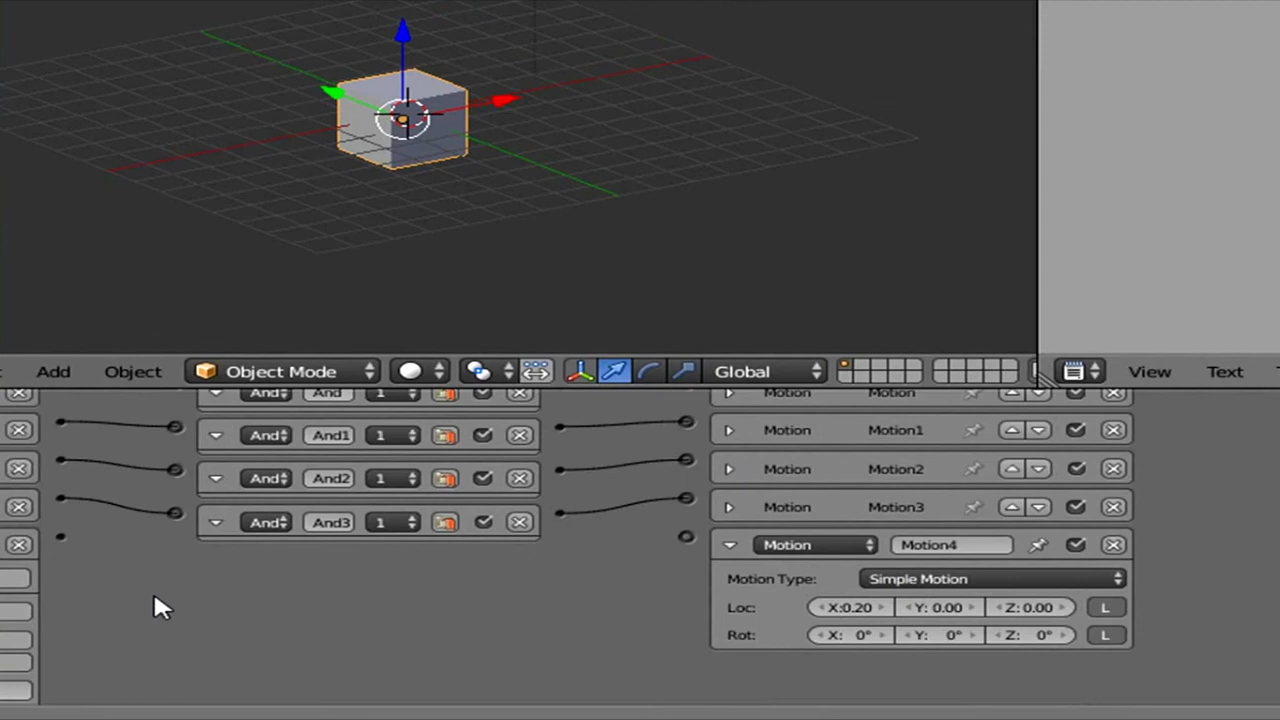 Add Object Object Mode Global View Text
And And 1 Motion Motion
And And1 1 Motion Motion1
And And2 1 Motion Motion2
And And3 1 Motion Motion3
Motion Motion4
Motion Type: Simple Motion
Loc: X:0.20 Y: 0.00 Z: 0.00 L
Rot: X: 0° Y: 0° Z: 0° L